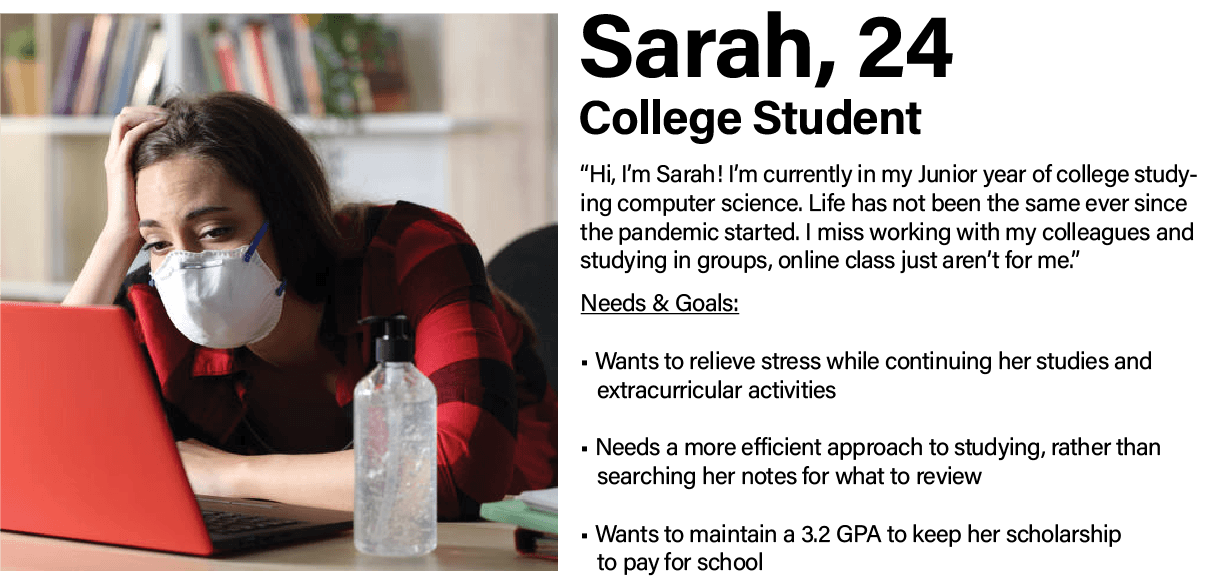 Sarah, 24
College Student
“Hi, I’m Sarah! I’m currently in my Junior year of college study-
ing computer science. Life has not been the same ever since
the pandemic started. I miss working with my colleagues and
studying in groups, online class just aren’t for me.”
Needs & Goals:
▪ Wants to relieve stress while continuing her studies and
extracurricular activities
▪ Needs a more efficient approach to studying, rather than
searching her notes for what to review
▪ Wants to maintain a 3.2 GPA to keep her scholarship
to pay for school